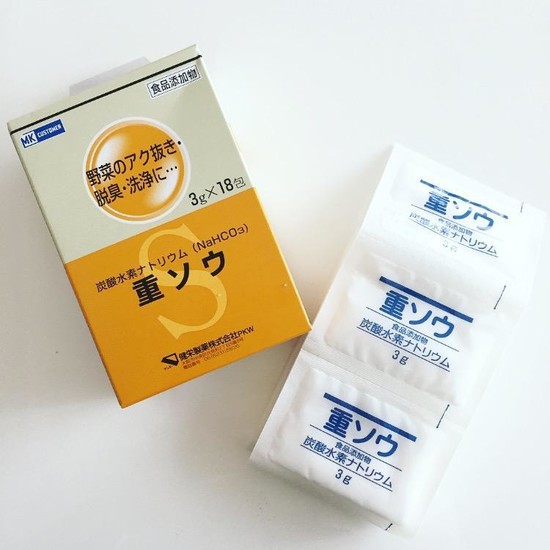 食品添加物
MK CUSTOMER
野菜のアク抜き・
脱臭・洗浄に…
3g×18包
炭酸水素ナトリウム(NaHCO3)
重ソウ
S
健栄製薬株式会社PKW
重ソウ
食品添加物
炭酸水素ナトリウム
3g
重ソウ
食品添加物
炭酸水素ナトリウム
3g
重ソウ
食品添加物
炭酸水素ナトリウム
3g